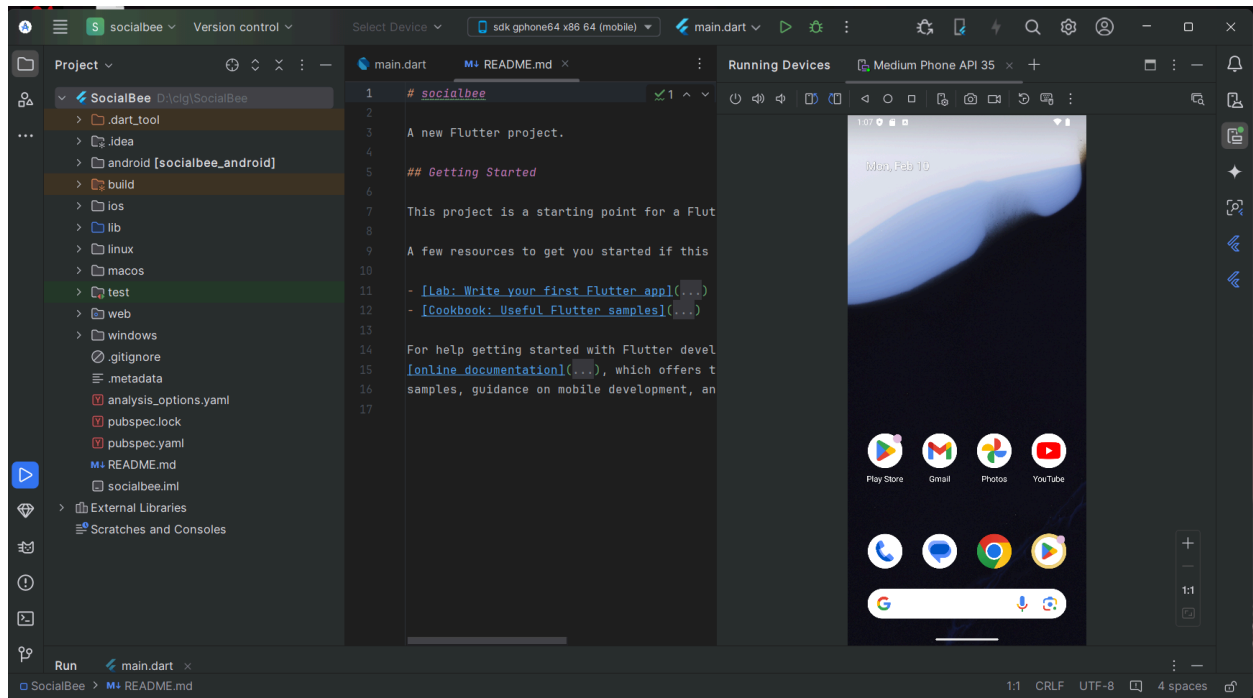 S socialbee Version control Select Device sdk gphone64 x86 64 (mobile) main.dart
Project
main.dart
M↓ README.md
Running Devices
Medium Phone API 35
SocialBee D:\clg\SocialBee
.dart_tool
.idea
android [socialbee_android]
build
ios
lib
linux
macos
test
web
windows
.gitignore
.metadata
analysis_options.yaml
pubspec.lock
pubspec.yaml
M↓ README.md
socialbee.iml
External Libraries
Scratches and Consoles
1 # socialbee
1
2
3 A new Flutter project.
4
5 ## Getting Started
6
7 This project is a starting point for a Flut
8
9 A few resources to get you started if this
10
11 - [Lab: Write your first Flutter app](...)
12 - [Cookbook: Useful Flutter samples](...)
13
14 For help getting started with Flutter devel
15 [online documentation](...), which offers t
16 samples, guidance on mobile development, an
17
1:07
Mon, Feb
Play Store Gmail Photos YouTube
1:1
Run main.dart
SocialBee > M↓ README.md
1:1 CRLF UTF-8 4 spaces